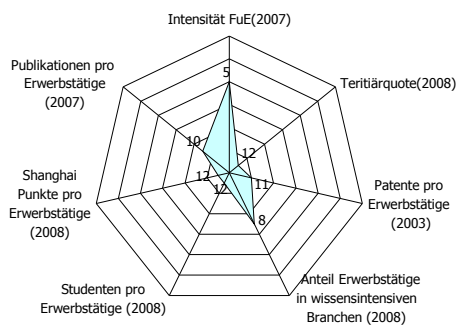 Intensität FuE(2007)
Teritiärquote(2008)
Patente pro
Erwerbstätige
(2003)
Anteil Erwerbstätige
in wissensintensiven
Branchen (2008)
Studenten pro
Erwerbstätige (2008)
Shanghai
Punkte pro
Erwerbstätige
(2008)
Publikationen pro
Erwerbstätige
(2007)
5
12
11
8
12
12
10